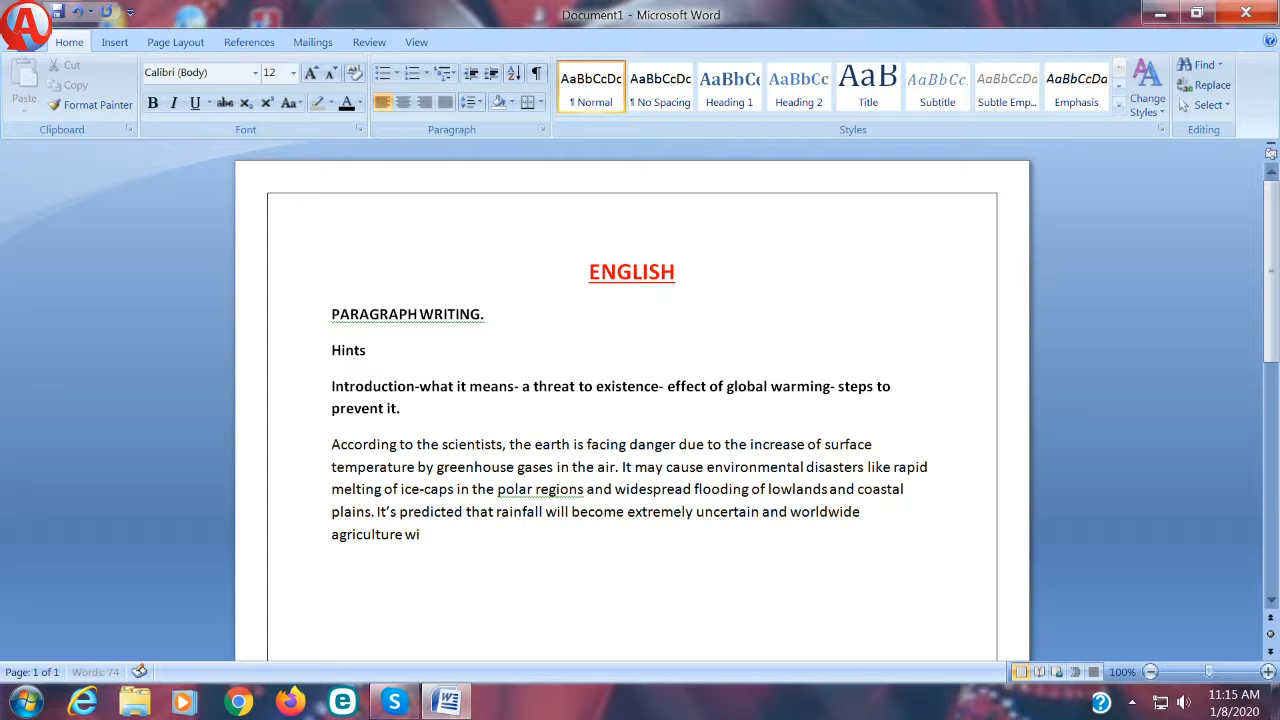 Document1 - Microsoft Word
Home Insert Page Layout References Mailings Review View
Cut
Copy
Paste
Format Painter
Calibri (Body) 12
AaBbCcDc AaBbCcDc AaBbCc AaBbCc AaB AaBbCc. AaBbCcDa AaBbCcDa
¶ Normal ¶ No Spacing Heading 1 Heading 2 Title Subtitle Subtle Emp... Emphasis
Change Styles
Find
Replace
Select
Clipboard Font Paragraph Styles Editing
ENGLISH
PARAGRAPH WRITING.
Hints
Introduction-what it means- a threat to existence- effect of global warming- steps to
prevent it.
According to the scientists, the earth is facing danger due to the increase of surface
temperature by greenhouse gases in the air. It may cause environmental disasters like rapid
melting of ice-caps in the polar regions and widespread flooding of lowlands and coastal
plains. It’s predicted that rainfall will become extremely uncertain and worldwide
agriculture wi
Page: 1 of 1 Words: 74 100%
11:15 AM
1/8/2020